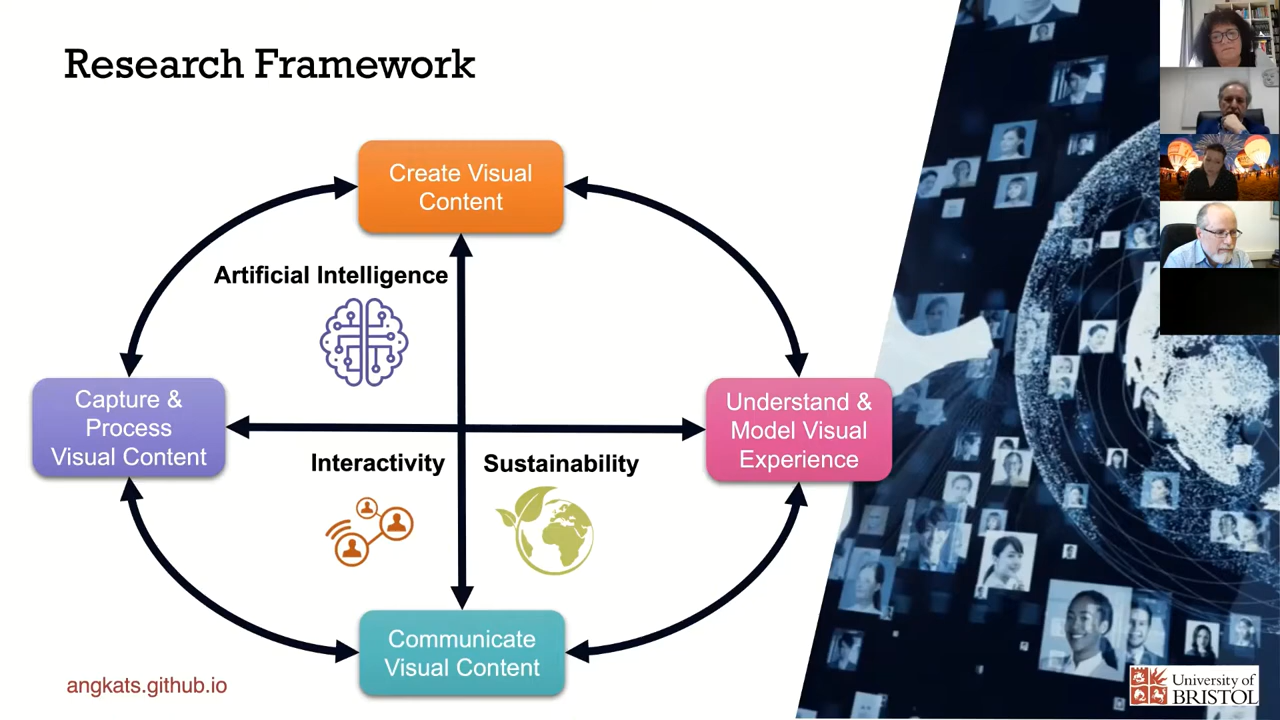 Research Framework
Create Visual
Content
Artificial Intelligence
Capture &
Process
Visual Content
Understand &
Model Visual
Experience
Interactivity
Sustainability
Communicate
Visual Content
angkats.github.io
University of
BRISTOL